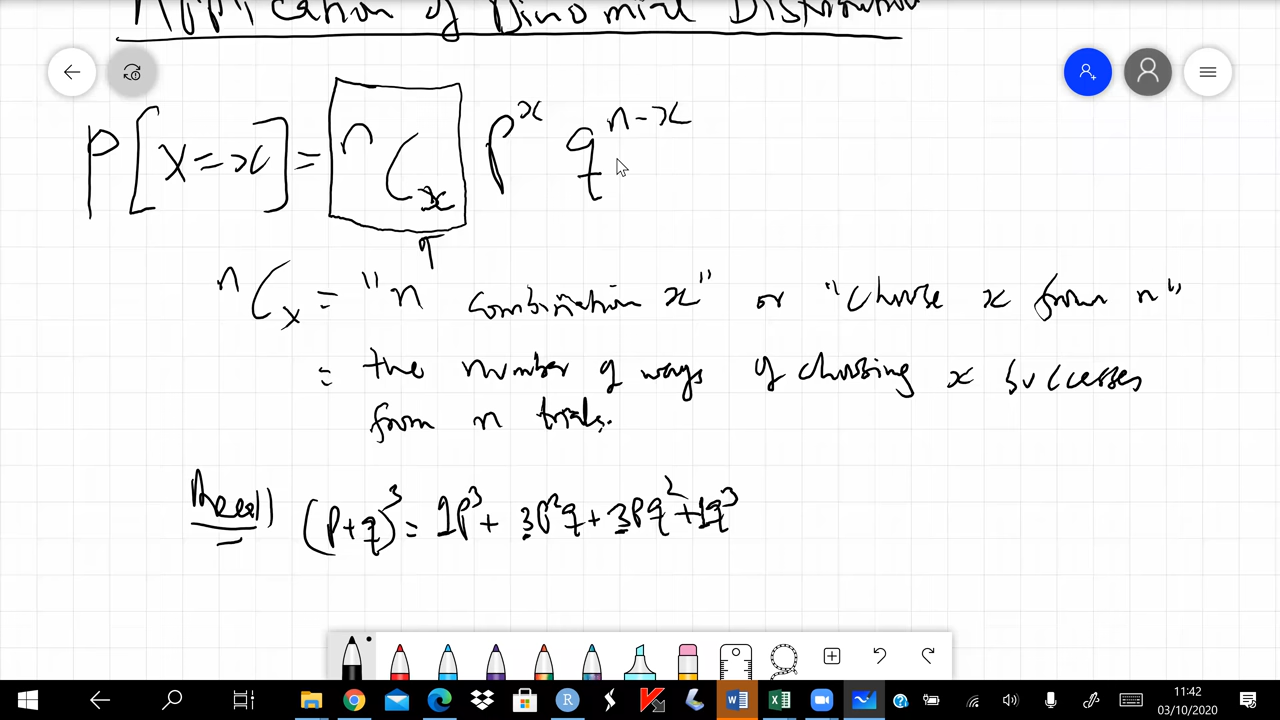 Application of Binomial Distribution
P[X=x] = ⁿCₓ pˣ qⁿ⁻ˣ
ⁿCₓ = "n combination x" or "choose x from n"
= the number of ways of choosing x successes
from n trials.
Recall (p+q)³ = 1p³ + 3p²q + 3pq² + 1q³
11:42
03/10/2020